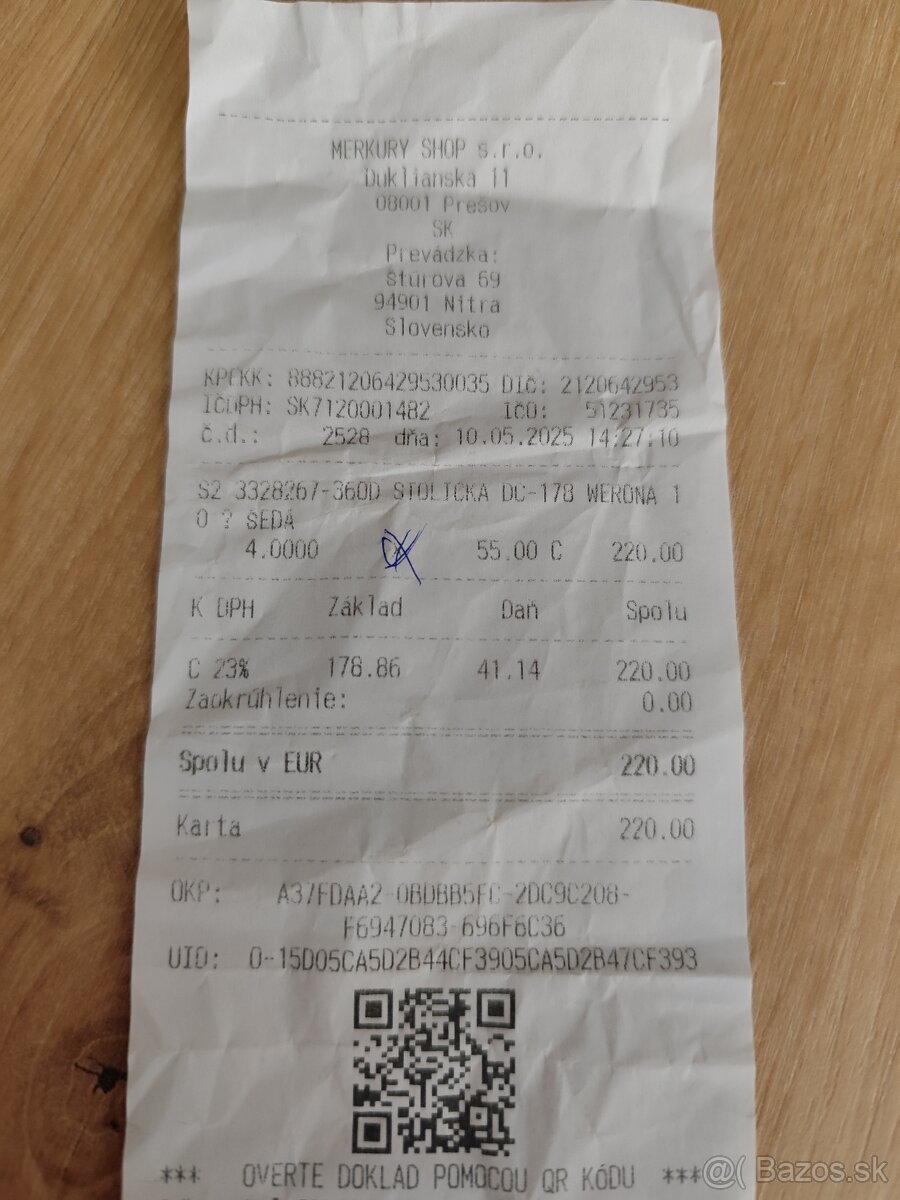 MERKURY SHOP s.r.o.
Duklianska 11
08001 Prešov
SK
Prevádzka:
Štúrova 69
94901 Nitra
Slovensko
KPEKK: 88821206429530035 DIČ: 2120642953
IČDPH: SK7120001482 IČO: 51231735
č.d.: 2528 dňa: 10.05.2025 14:27:10
S2 3328267-360D STOLICKA DC-178 WERONA 1
0 ? ŠEDÁ
4.0000 55.00 C 220.00
K DPH Základ Daň Spolu
C 23% 178.86 41.14 220.00
Zaokrúhlenie: 0.00
Spolu v EUR 220.00
Karta 220.00
OKP: A37FDAA2-0BDBB5FC-2DC9C208-
F6947083-696F6C36
UID: O-15D05CA5D2B44CF3905CA5D2B47CF393
*** OVERTE DOKLAD POMOCOU QR KÓDU ***
@( Bazos.sk